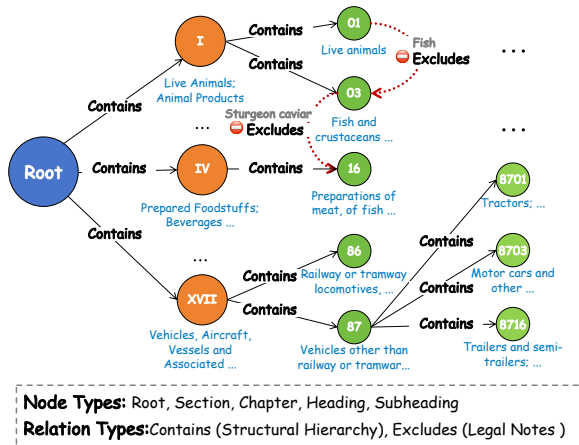 01
I
Contains
Live animals
Fish
Excludes
...
Contains
Live Animals;
Animal Products
03
Contains
Sturgeon caviar
Excludes
Fish and
crustaceans ...
...
...
Root
Contains
IV
Contains
16
Prepared Foodstuffs;
Beverages ...
Preparations of
meat, of fish ...
8701
Tractors; ...
Contains
...
Contains
86
Railway or tramway
locomotives, ...
Contains
8703
Motor cars and
other ...
XVII
Contains
Contains
87
Contains
8716
Vehicles, Aircraft,
Vessels and
Associated ...
Vehicles other than
railway or tramwar...
Trailers and semi-
trailers; ...
Node Types: Root, Section, Chapter, Heading, Subheading
Relation Types:Contains (Structural Hierarchy), Excludes (Legal Notes )